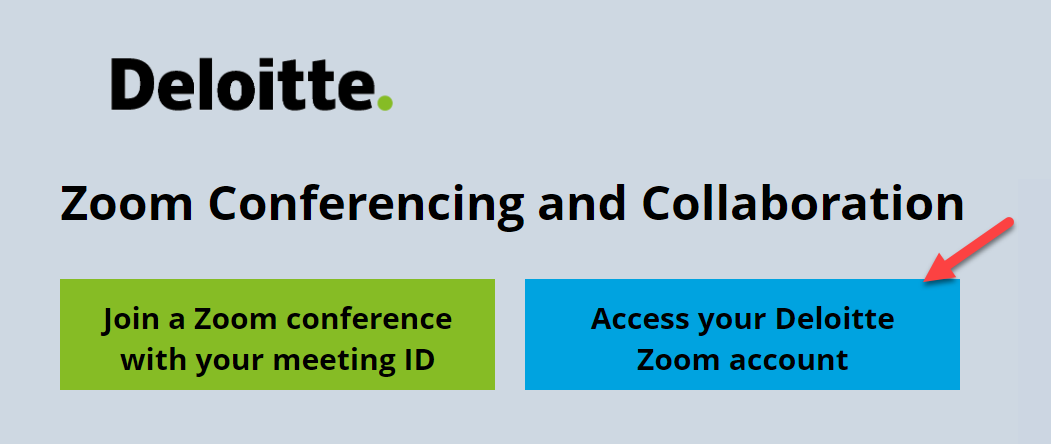 Deloitte.
Zoom Conferencing and Collaboration
Join a Zoom conference
with your meeting ID
Access your Deloitte
Zoom account